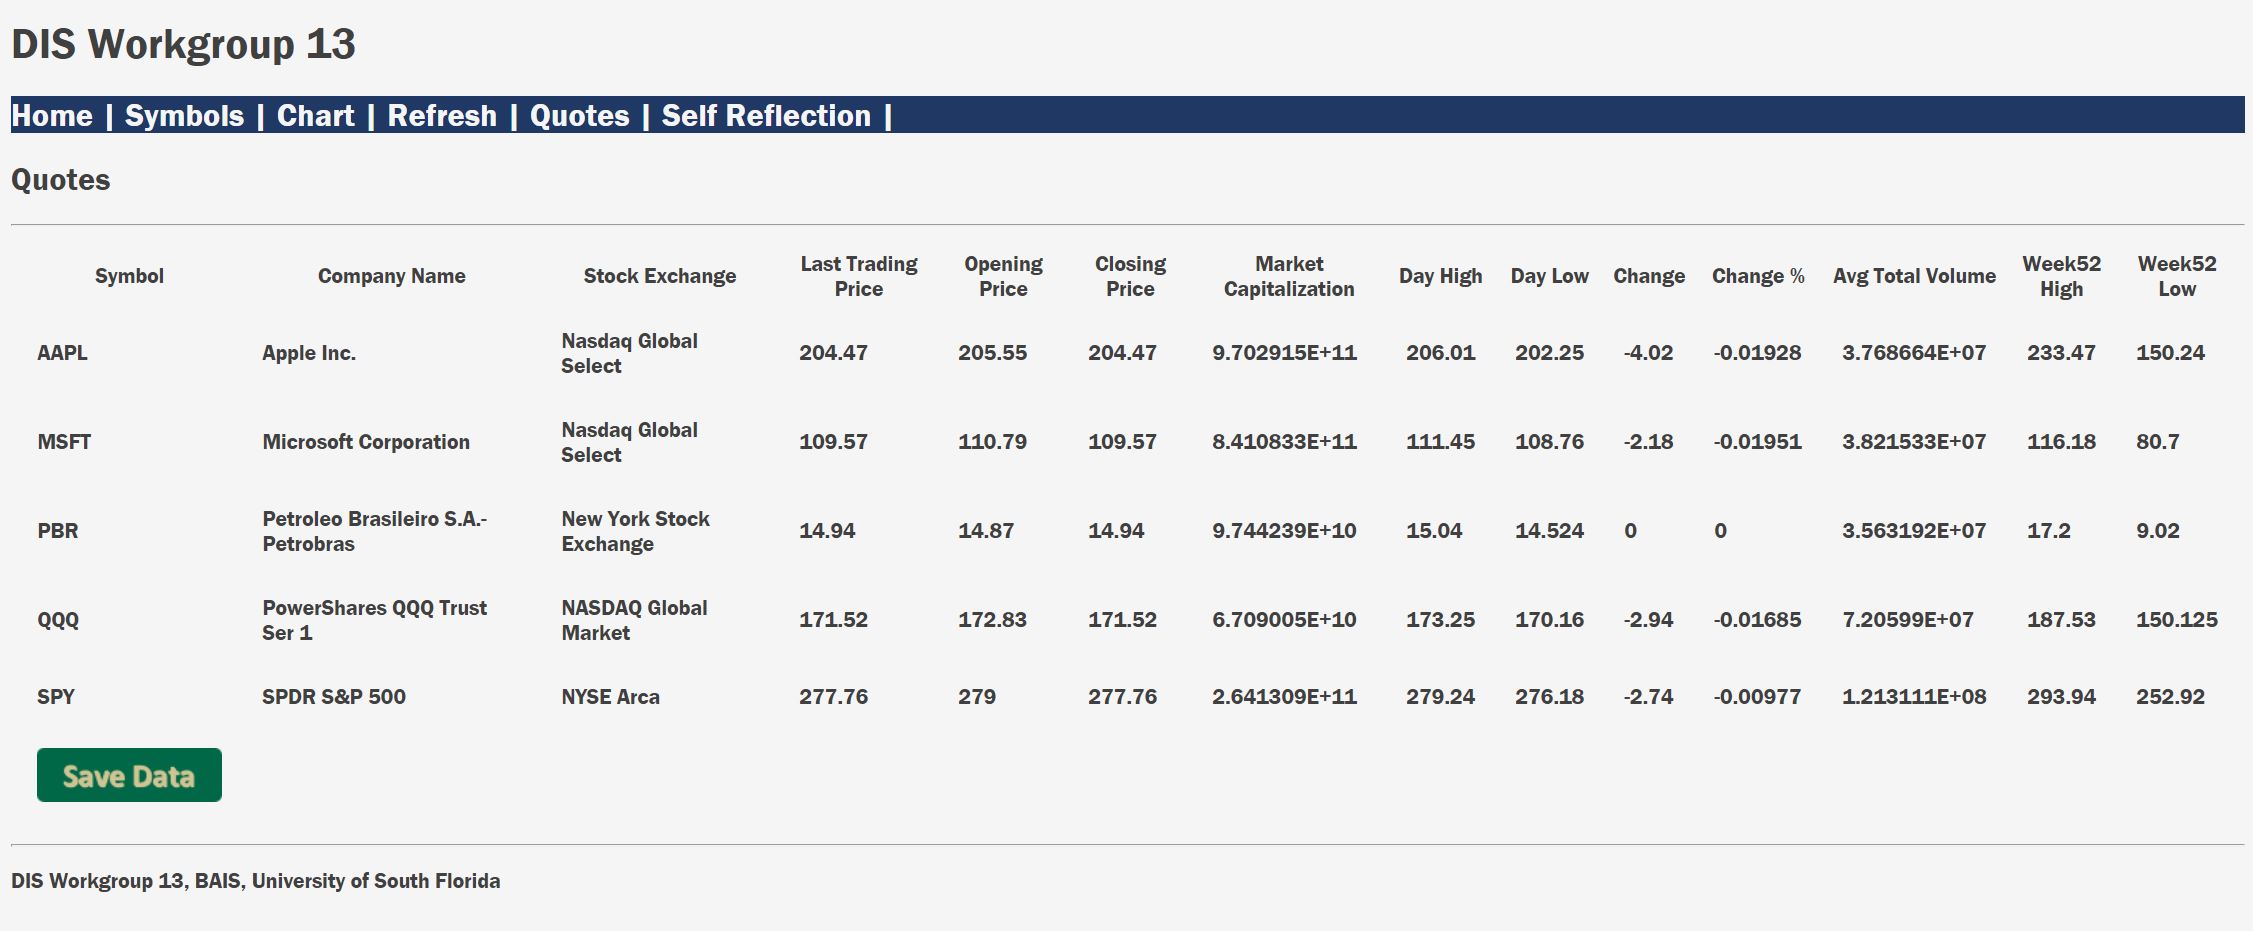 DIS Workgroup 13
Home | Symbols | Chart | Refresh | Quotes | Self Reflection |
Quotes
Symbol Company Name Stock Exchange Last Trading Price Opening Price Closing Price Market Capitalization Day High Day Low Change Change % Avg Total Volume Week52 High Week52 Low
AAPL Apple Inc. Nasdaq Global Select 204.47 205.55 204.47 9.702915E+11 206.01 202.25 -4.02 -0.01928 3.768664E+07 233.47 150.24
MSFT Microsoft Corporation Nasdaq Global Select 109.57 110.79 109.57 8.410833E+11 111.45 108.76 -2.18 -0.01951 3.821533E+07 116.18 80.7
PBR Petroleo Brasileiro S.A.- Petrobras New York Stock Exchange 14.94 14.87 14.94 9.744239E+10 15.04 14.524 0 0 3.563192E+07 17.2 9.02
QQQ PowerShares QQQ Trust Ser 1 NASDAQ Global Market 171.52 172.83 171.52 6.709005E+10 173.25 170.16 -2.94 -0.01685 7.20599E+07 187.53 150.125
SPY SPDR S&P 500 NYSE Arca 277.76 279 277.76 2.641309E+11 279.24 276.18 -2.74 -0.00977 1.213111E+08 293.94 252.92
Save Data
DIS Workgroup 13, BAIS, University of South Florida